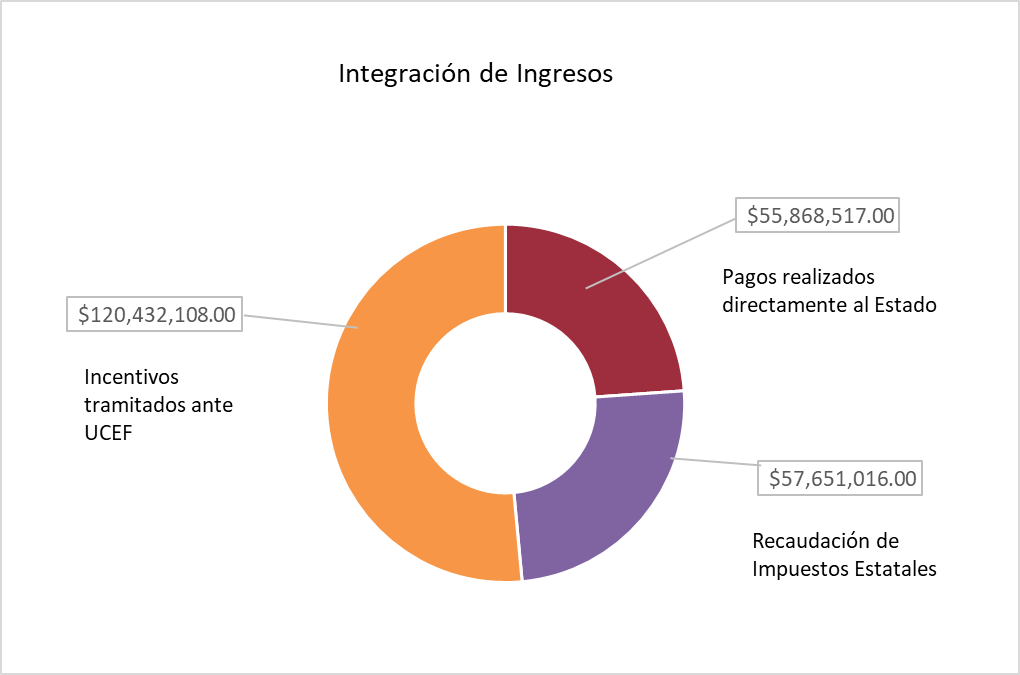 Integración de Ingresos
$55,868,517.00
Pagos realizados
directamente al Estado
$120,432,108.00
Incentivos
tramitados ante
UCEF
$57,651,016.00
Recaudación de
Impuestos Estatales